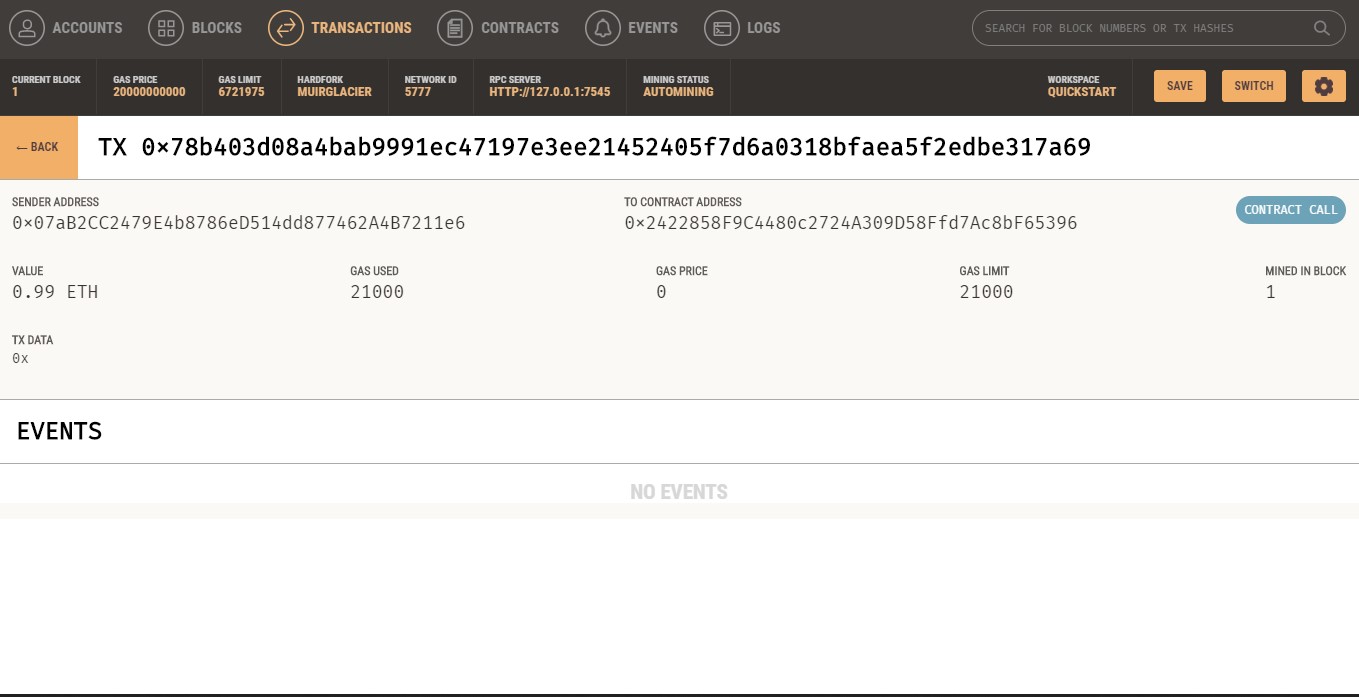 ACCOUNTS BLOCKS TRANSACTIONS CONTRACTS EVENTS LOGS SEARCH FOR BLOCK NUMBERS OR TX HASHES
CURRENT BLOCK GAS PRICE GAS LIMIT HARDFORK NETWORK ID RPC SERVER MINING STATUS WORKSPACE
1 20000000000 6721975 MUIRGLACIER 5777 HTTP://127.0.0.1:7545 AUTOMINING QUICKSTART SAVE SWITCH
← BACK TX 0×78b403d08a4bab9991ec47197e3ee21452405f7d6a0318bfaea5f2edbe317a69
SENDER ADDRESS TO CONTRACT ADDRESS
0×07aB2CC2479E4b8786eD514dd877462A4B7211e6 0×2422858F9C4480c2724A309D58Ffd7Ac8bF65396 CONTRACT CALL
VALUE GAS USED GAS PRICE GAS LIMIT MINED IN BLOCK
0.99 ETH 21000 0 21000 1
TX DATA
0x
EVENTS
NO EVENTS